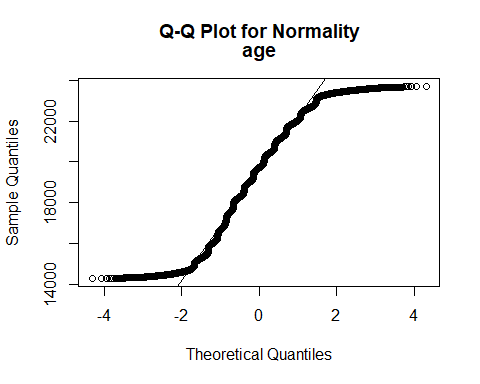 Q-Q Plot for Normality
age
Sample Quantiles
22000
18000
14000
-4 -2 0 2 4
Theoretical Quantiles